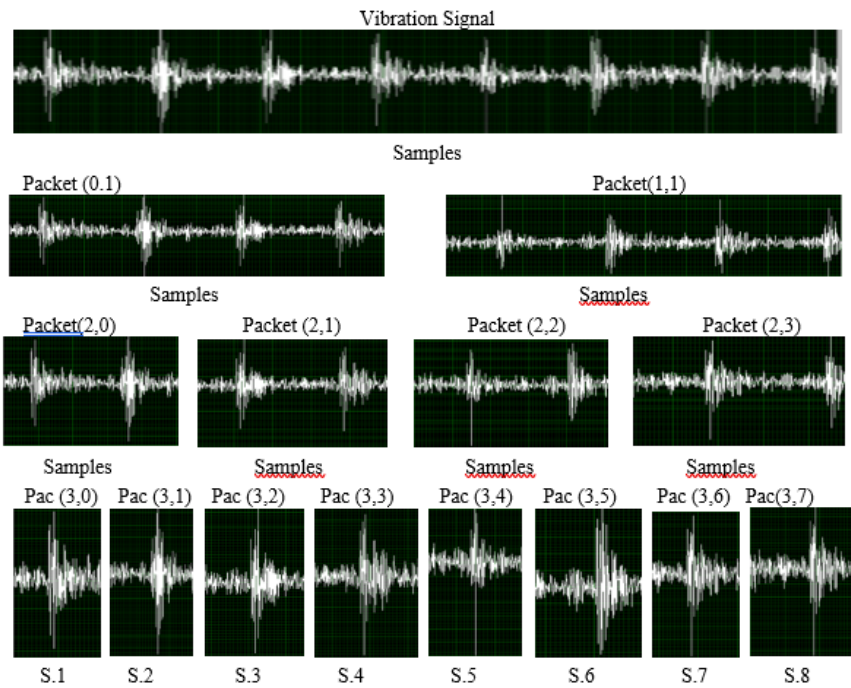 Vibration Signal
Samples
Packet (0.1) Packet(1,1)
Samples Samples
Packet(2,0) Packet (2,1) Packet (2,2) Packet (2,3)
Samples Samples Samples Samples
Pac (3,0) Pac (3,1) Pac (3,2) Pac (3,3) Pac (3,4) Pac (3,5) Pac (3,6) Pac(3,7)
S.1 S.2 S.3 S.4 S.5 S.6 S.7 S.8